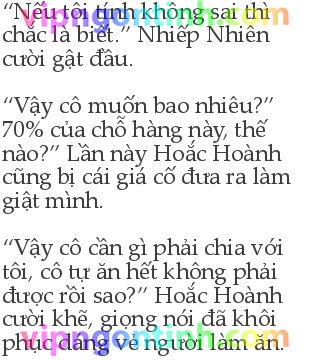 “Nếu tôi tính không sai thì
chắc là biết.” Nhiếp Nhiên
cười gật đầu.
“Vậy cô muốn bao nhiêu?”
70% của chỗ hàng này, thế
nào?” Lần này Hoắc Hoành
cũng bị cái giá cố đưa ra làm
giật mình.
“Vậy cô cần gì phải chia với
tôi, cô tự ăn hết không phải
được rồi sao?” Hoắc Hoành
cười khẽ, giọng nói đã khôi
phục dáng vẻ người làm ăn.
vipngontinh.com
vipngontinh.com